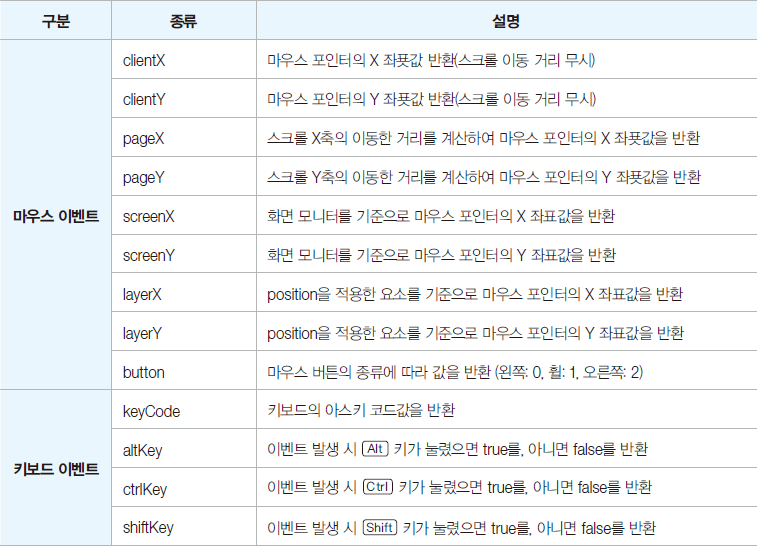 구분 종류 설명
마우스 이벤트
clientX 마우스 포인터의 X 좌푯값 반환(스크롤 이동 거리 무시)
clientY 마우스 포인터의 Y 좌푯값 반환(스크롤 이동 거리 무시)
pageX 스크롤 X축의 이동한 거리를 계산하여 마우스 포인터의 X 좌푯값을 반환
pageY 스크롤 Y축의 이동한 거리를 계산하여 마우스 포인터의 Y 좌푯값을 반환
screenX 화면 모니터를 기준으로 마우스 포인터의 X 좌표값을 반환
screenY 화면 모니터를 기준으로 마우스 포인터의 Y 좌표값을 반환
layerX position을 적용한 요소를 기준으로 마우스 포인터의 X 좌표값을 반환
layerY position을 적용한 요소를 기준으로 마우스 포인터의 Y 좌표값을 반환
button 마우스 버튼의 종류에 따라 값을 반환 (왼쪽: 0, 휠: 1, 오른쪽: 2)
키보드 이벤트
keyCode 키보드의 아스키 코드값을 반환
altKey 이벤트 발생 시 Alt 키가 눌렸으면 true를, 아니면 false를 반환
ctrlKey 이벤트 발생 시 Ctrl 키가 눌렸으면 true를, 아니면 false를 반환
shiftKey 이벤트 발생 시 Shift 키가 눌렸으면 true를, 아니면 false를 반환